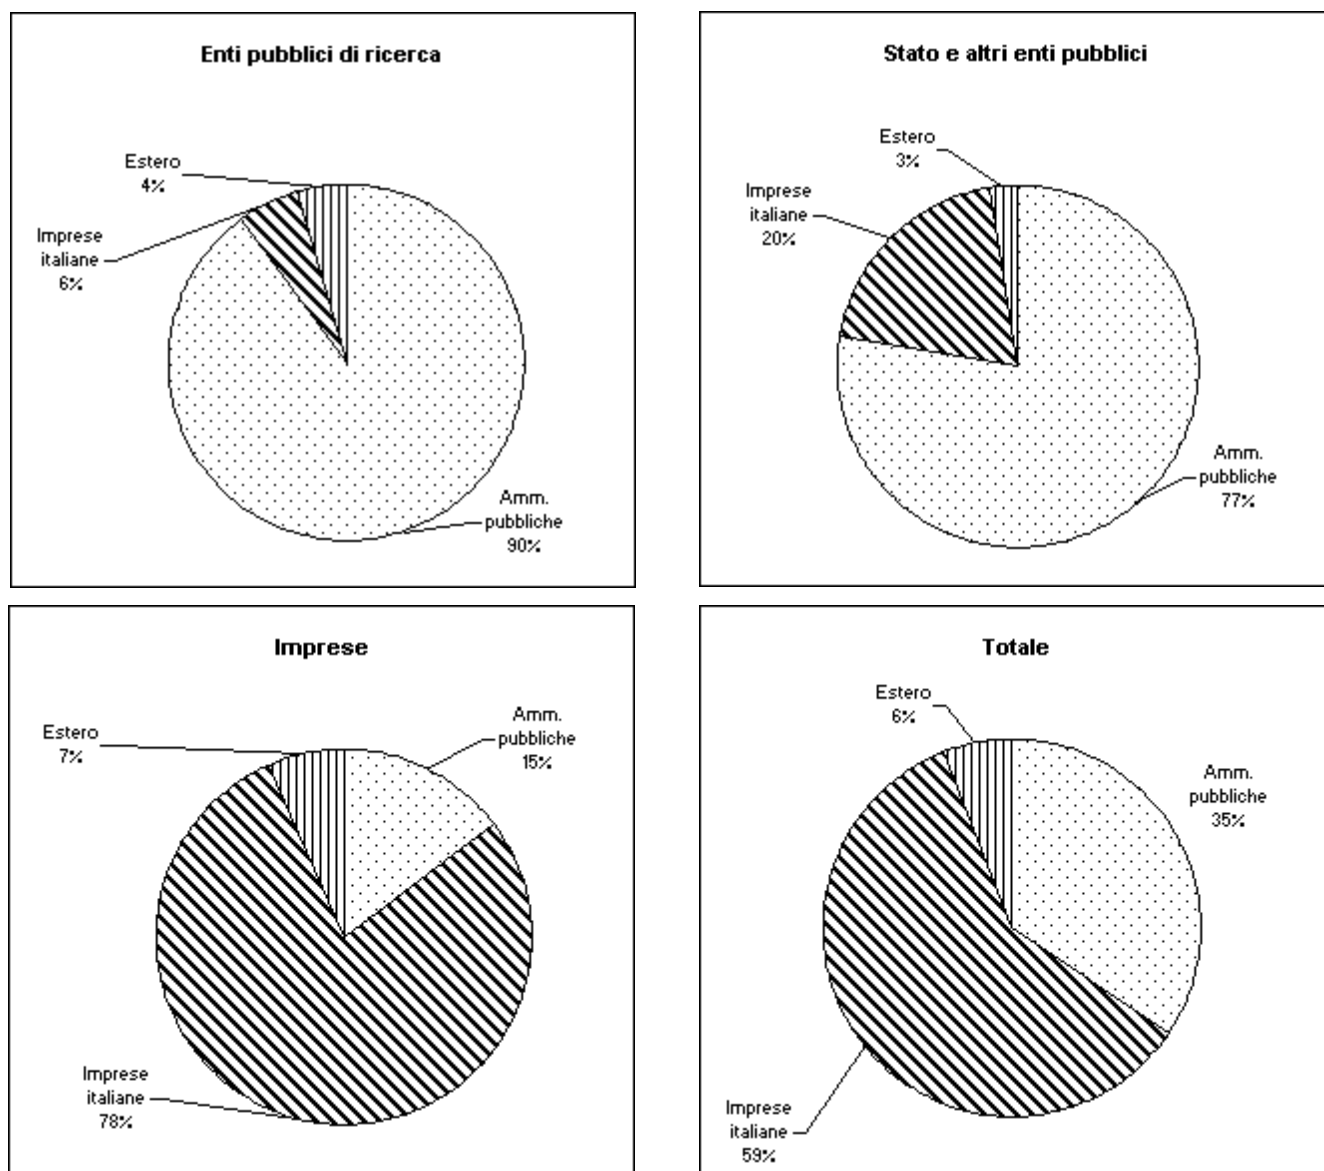 Enti pubblici di ricerca
Estero
4%
Imprese
italiane
6%
Amm.
pubbliche
90%
Stato e altri enti pubblici
Estero
3%
Imprese
italiane
20%
Amm.
pubbliche
77%
Imprese
Estero
7%
Amm.
pubbliche
15%
Imprese
italiane
78%
Totale
Estero
6%
Amm.
pubbliche
35%
Imprese
italiane
59%